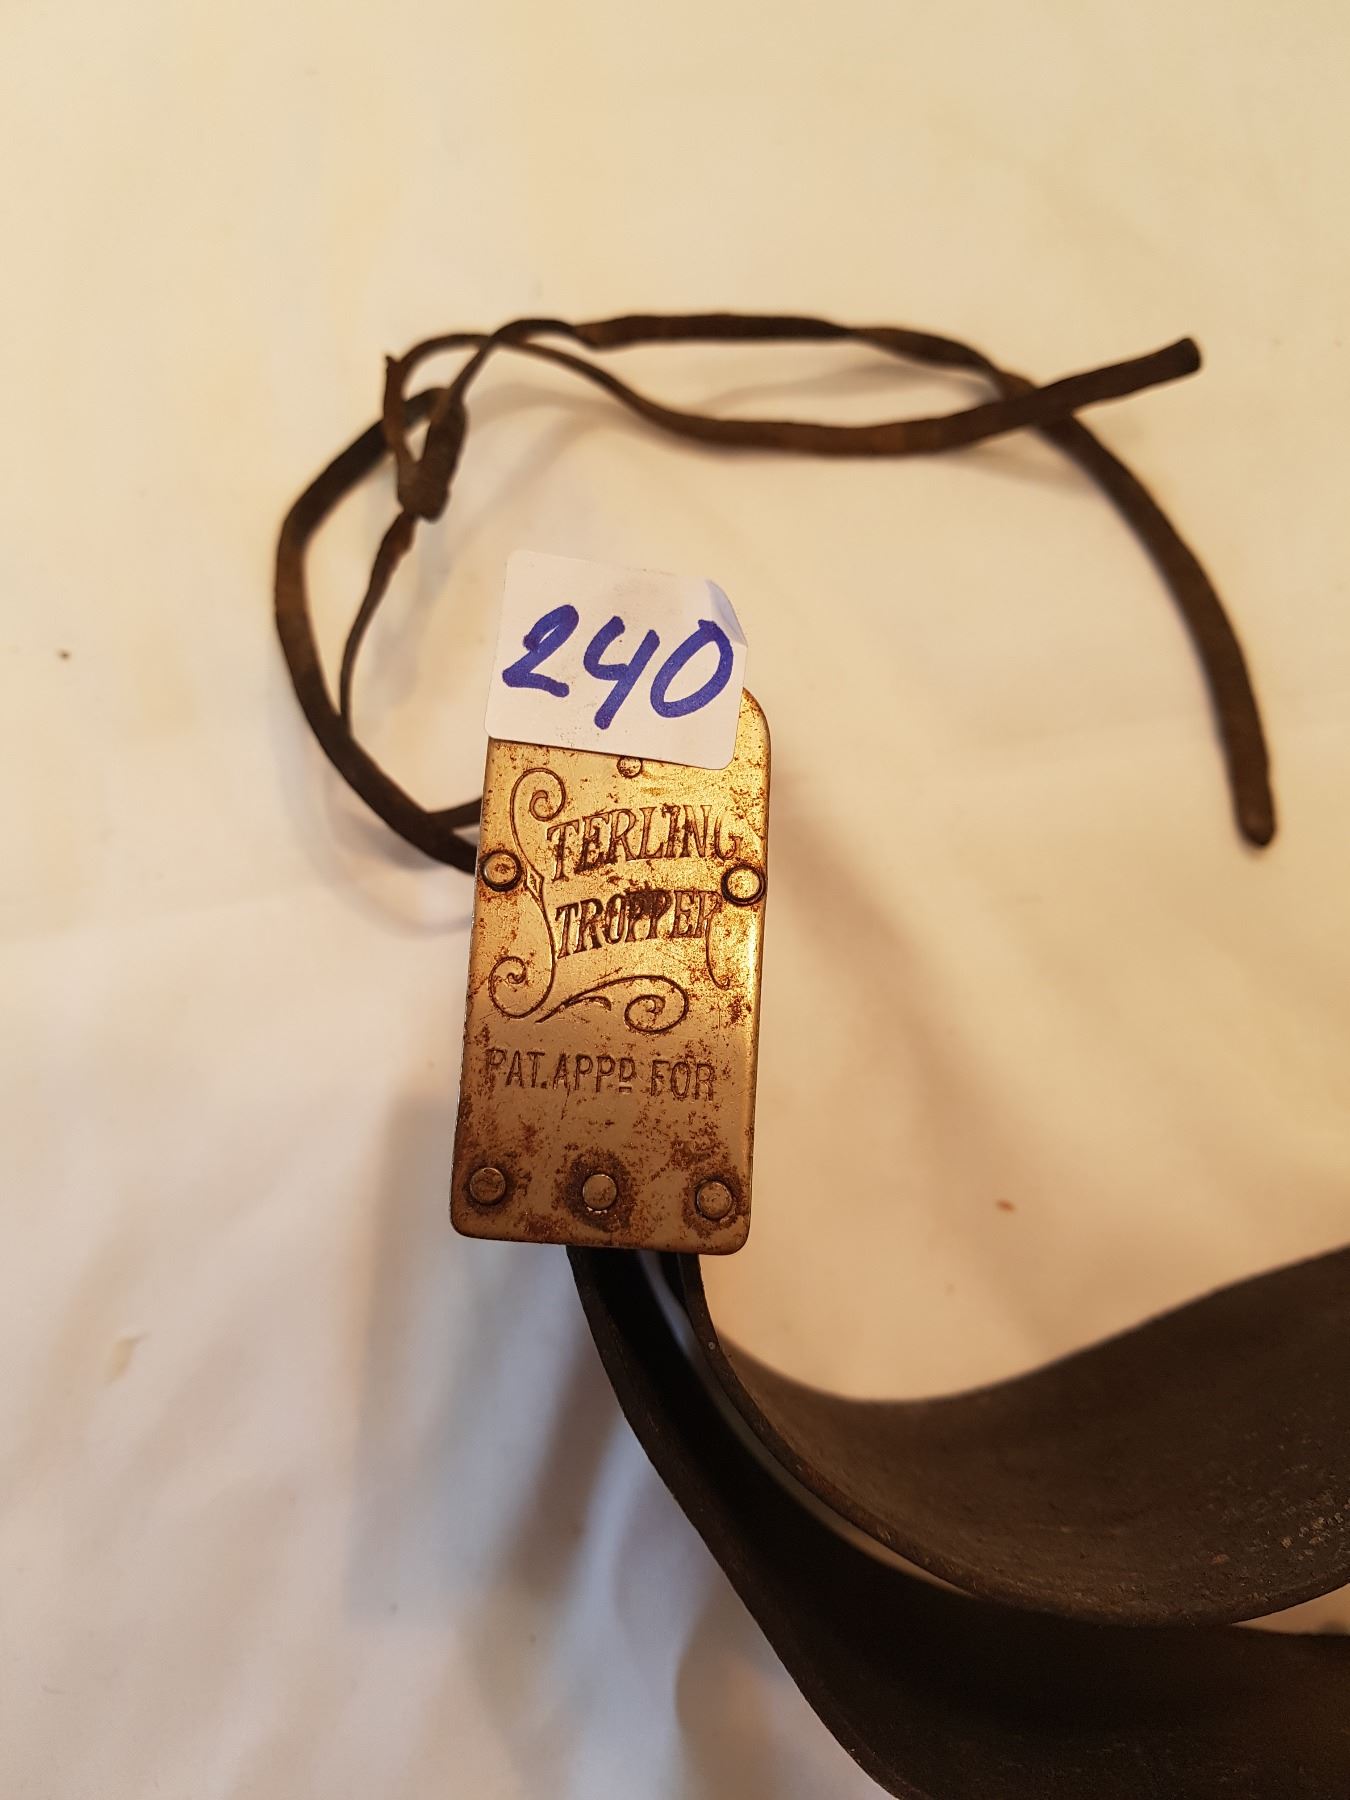 240
STERLING
STROPPER
PAT. APPD FOR